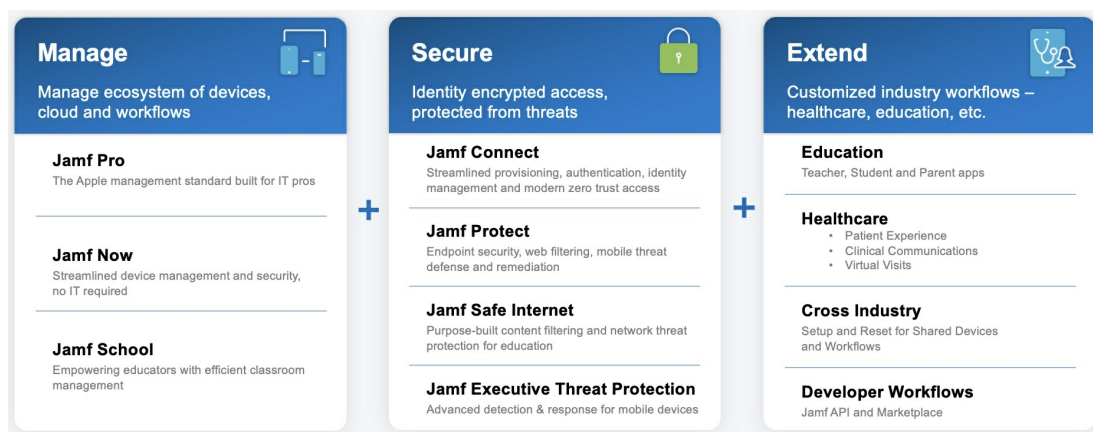 Manage
Manage ecosystem of devices,
cloud and workflows
Jamf Pro
The Apple management standard built for IT pros
Jamf Now
Streamlined device management and security,
no IT required
Jamf School
Empowering educators with efficient classroom
management
+
Secure
Identity encrypted access,
protected from threats
Jamf Connect
Streamlined provisioning, authentication, identity
management and modern zero trust access
Jamf Protect
Endpoint security, web filtering, mobile threat
defense and remediation
Jamf Safe Internet
Purpose-built content filtering and network threat
protection for education
Jamf Executive Threat Protection
Advanced detection & response for mobile devices
+
Extend
Customized industry workflows –
healthcare, education, etc.
Education
Teacher, Student and Parent apps
Healthcare
• Patient Experience
• Clinical Communications
• Virtual Visits
Cross Industry
Setup and Reset for Shared Devices
and Workflows
Developer Workflows
Jamf API and Marketplace